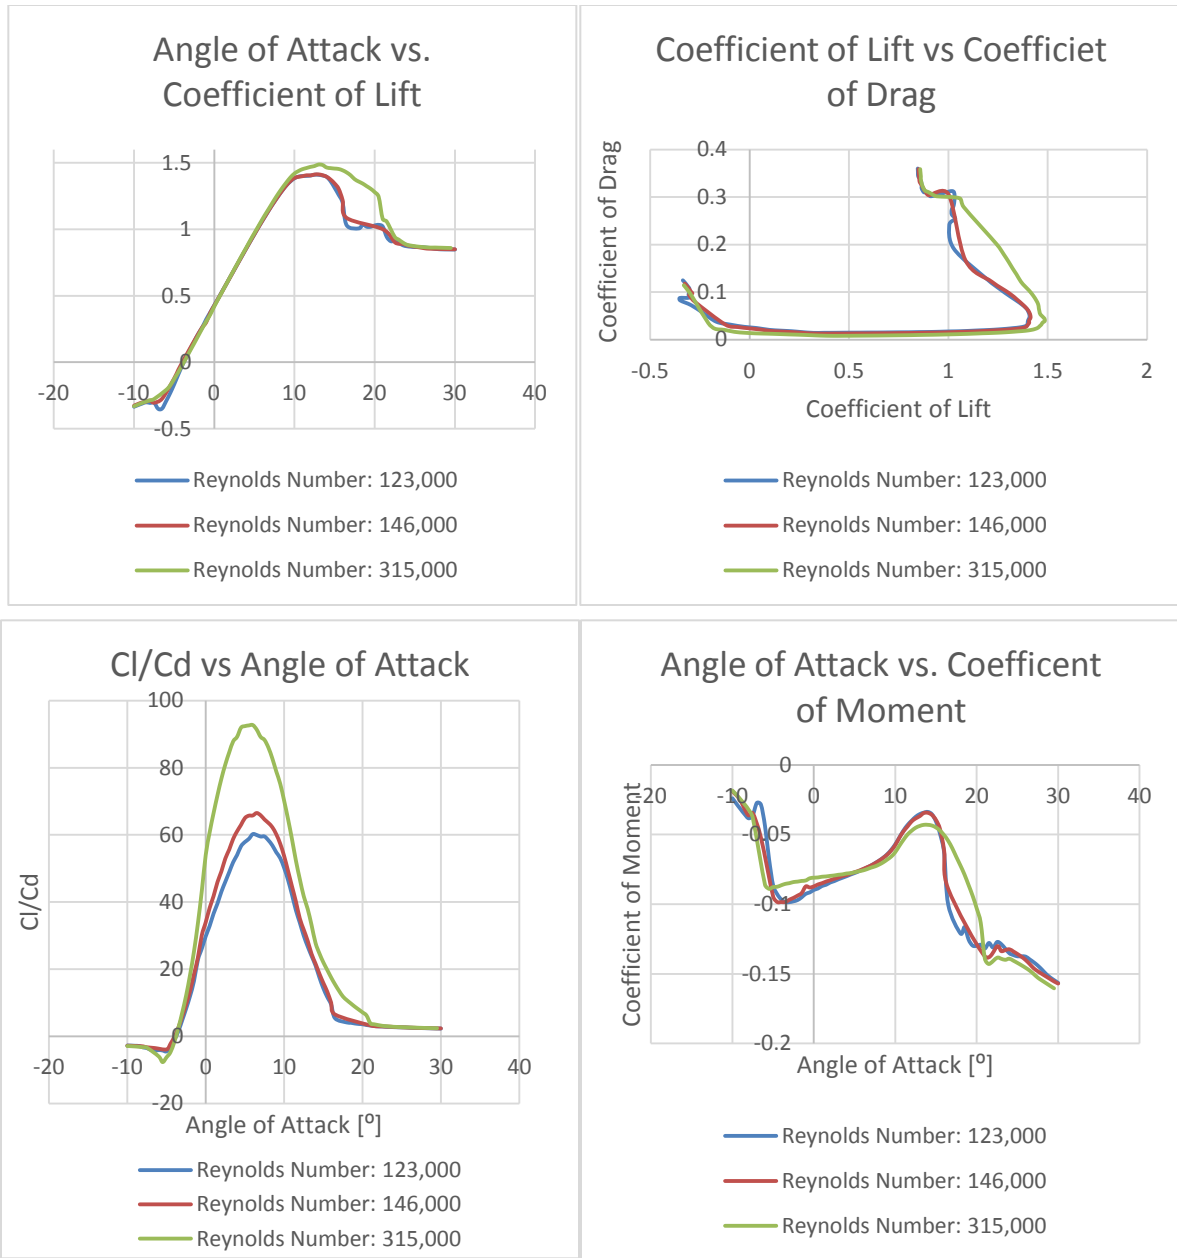 Angle of Attack vs.
Coefficient of Lift
1.5
1
0.5
0
-0.5
-20
-10
0
10
20
30
40
Reynolds Number: 123,000
Reynolds Number: 146,000
Reynolds Number: 315,000
Coefficient of Lift vs Coefficiet
of Drag
Coefficient of Drag
0.4
0.3
0.2
0.1
0
-0.5
0
0.5
1
1.5
2
Coefficient of Lift
Reynolds Number: 123,000
Reynolds Number: 146,000
Reynolds Number: 315,000
Cl/Cd vs Angle of Attack
Cl/Cd
100
80
60
40
20
0
-20
-20
-10
0
10
20
30
40
Angle of Attack [º]
Reynolds Number: 123,000
Reynolds Number: 146,000
Reynolds Number: 315,000
Angle of Attack vs. Coefficent
of Moment
Coefficient of Moment
0
-0.05
-0.1
-0.15
-0.2
-20
-10
0
10
20
30
40
Angle of Attack [º]
Reynolds Number: 123,000
Reynolds Number: 146,000
Reynolds Number: 315,000